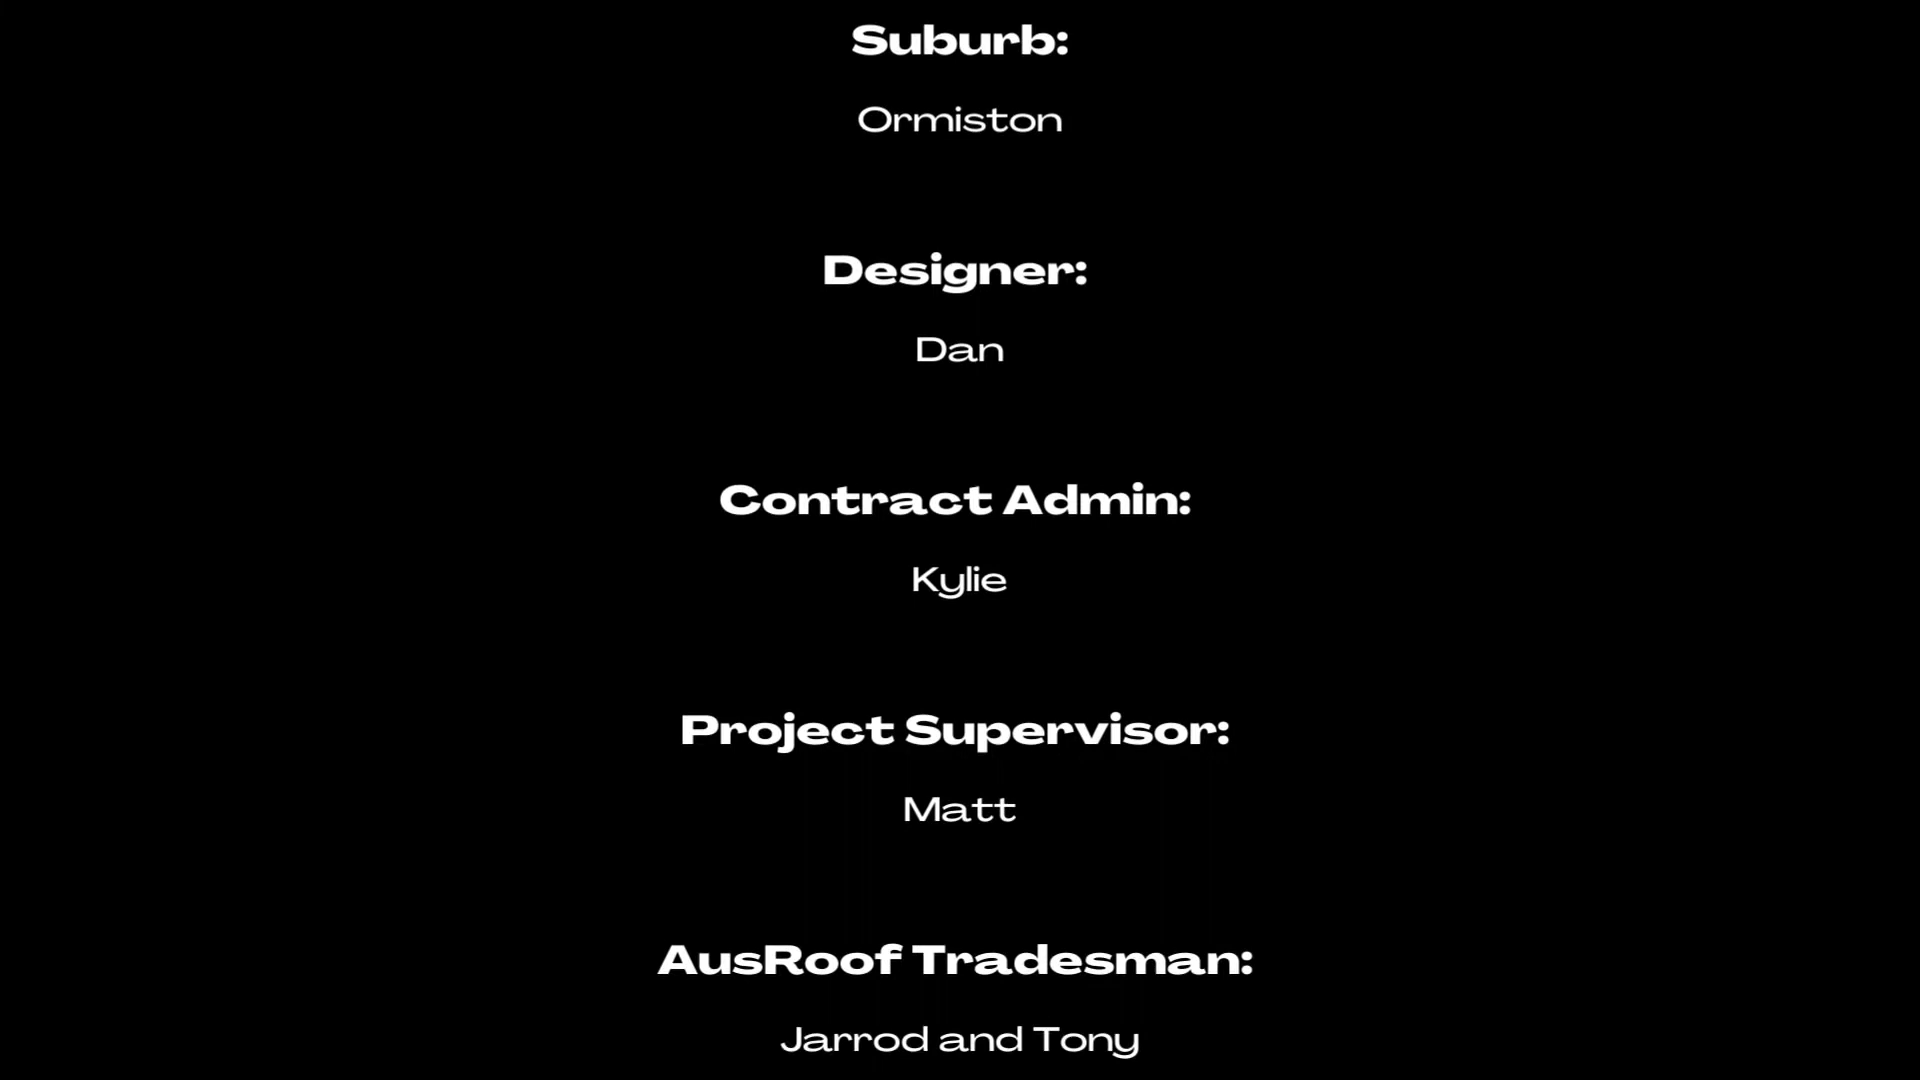 Suburb:
Ormiston
Designer:
Dan
Contract Admin:
Kylie
Project Supervisor:
Matt
AusRoof Tradesman:
Jarrod and Tony